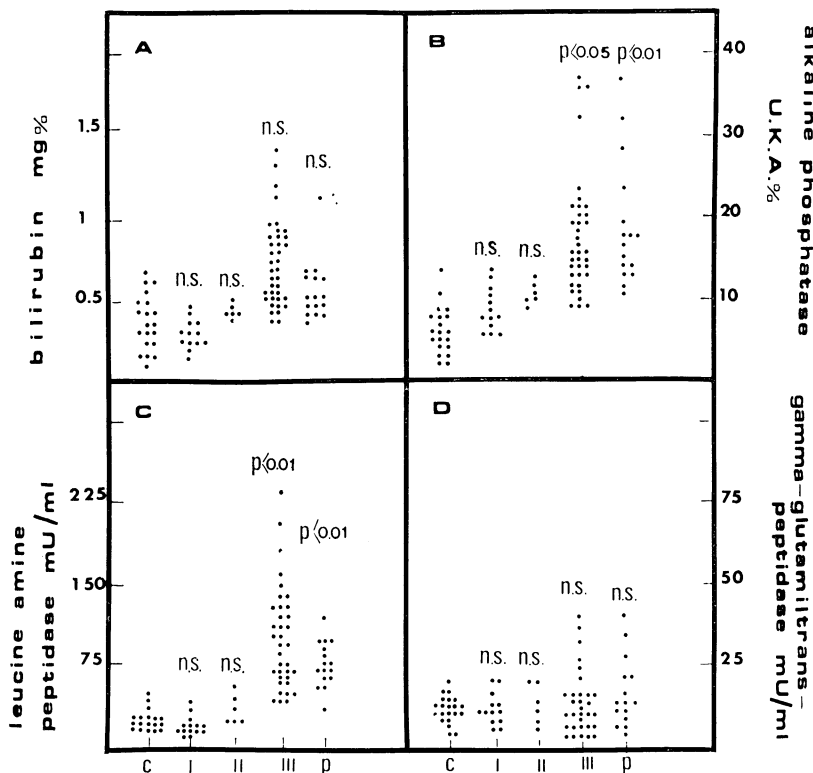 A
B
C
D
bilirubin mg%
1.5
1
0.5
n.s.
n.s.
n.s.
n.s.
alkaline phosphatase
U.K.A.%
40
30
20
10
n.s.
n.s.
p⩽0.05
p⩽0.01
leucine amine
peptidase mU/ml
225
150
75
n.s.
n.s.
p⩽0.01
p⩽0.01
gamma-glutamiltrans-
peptidase mU/ml
75
50
25
n.s.
n.s.
n.s.
n.s.
C I II III P
C I II III P